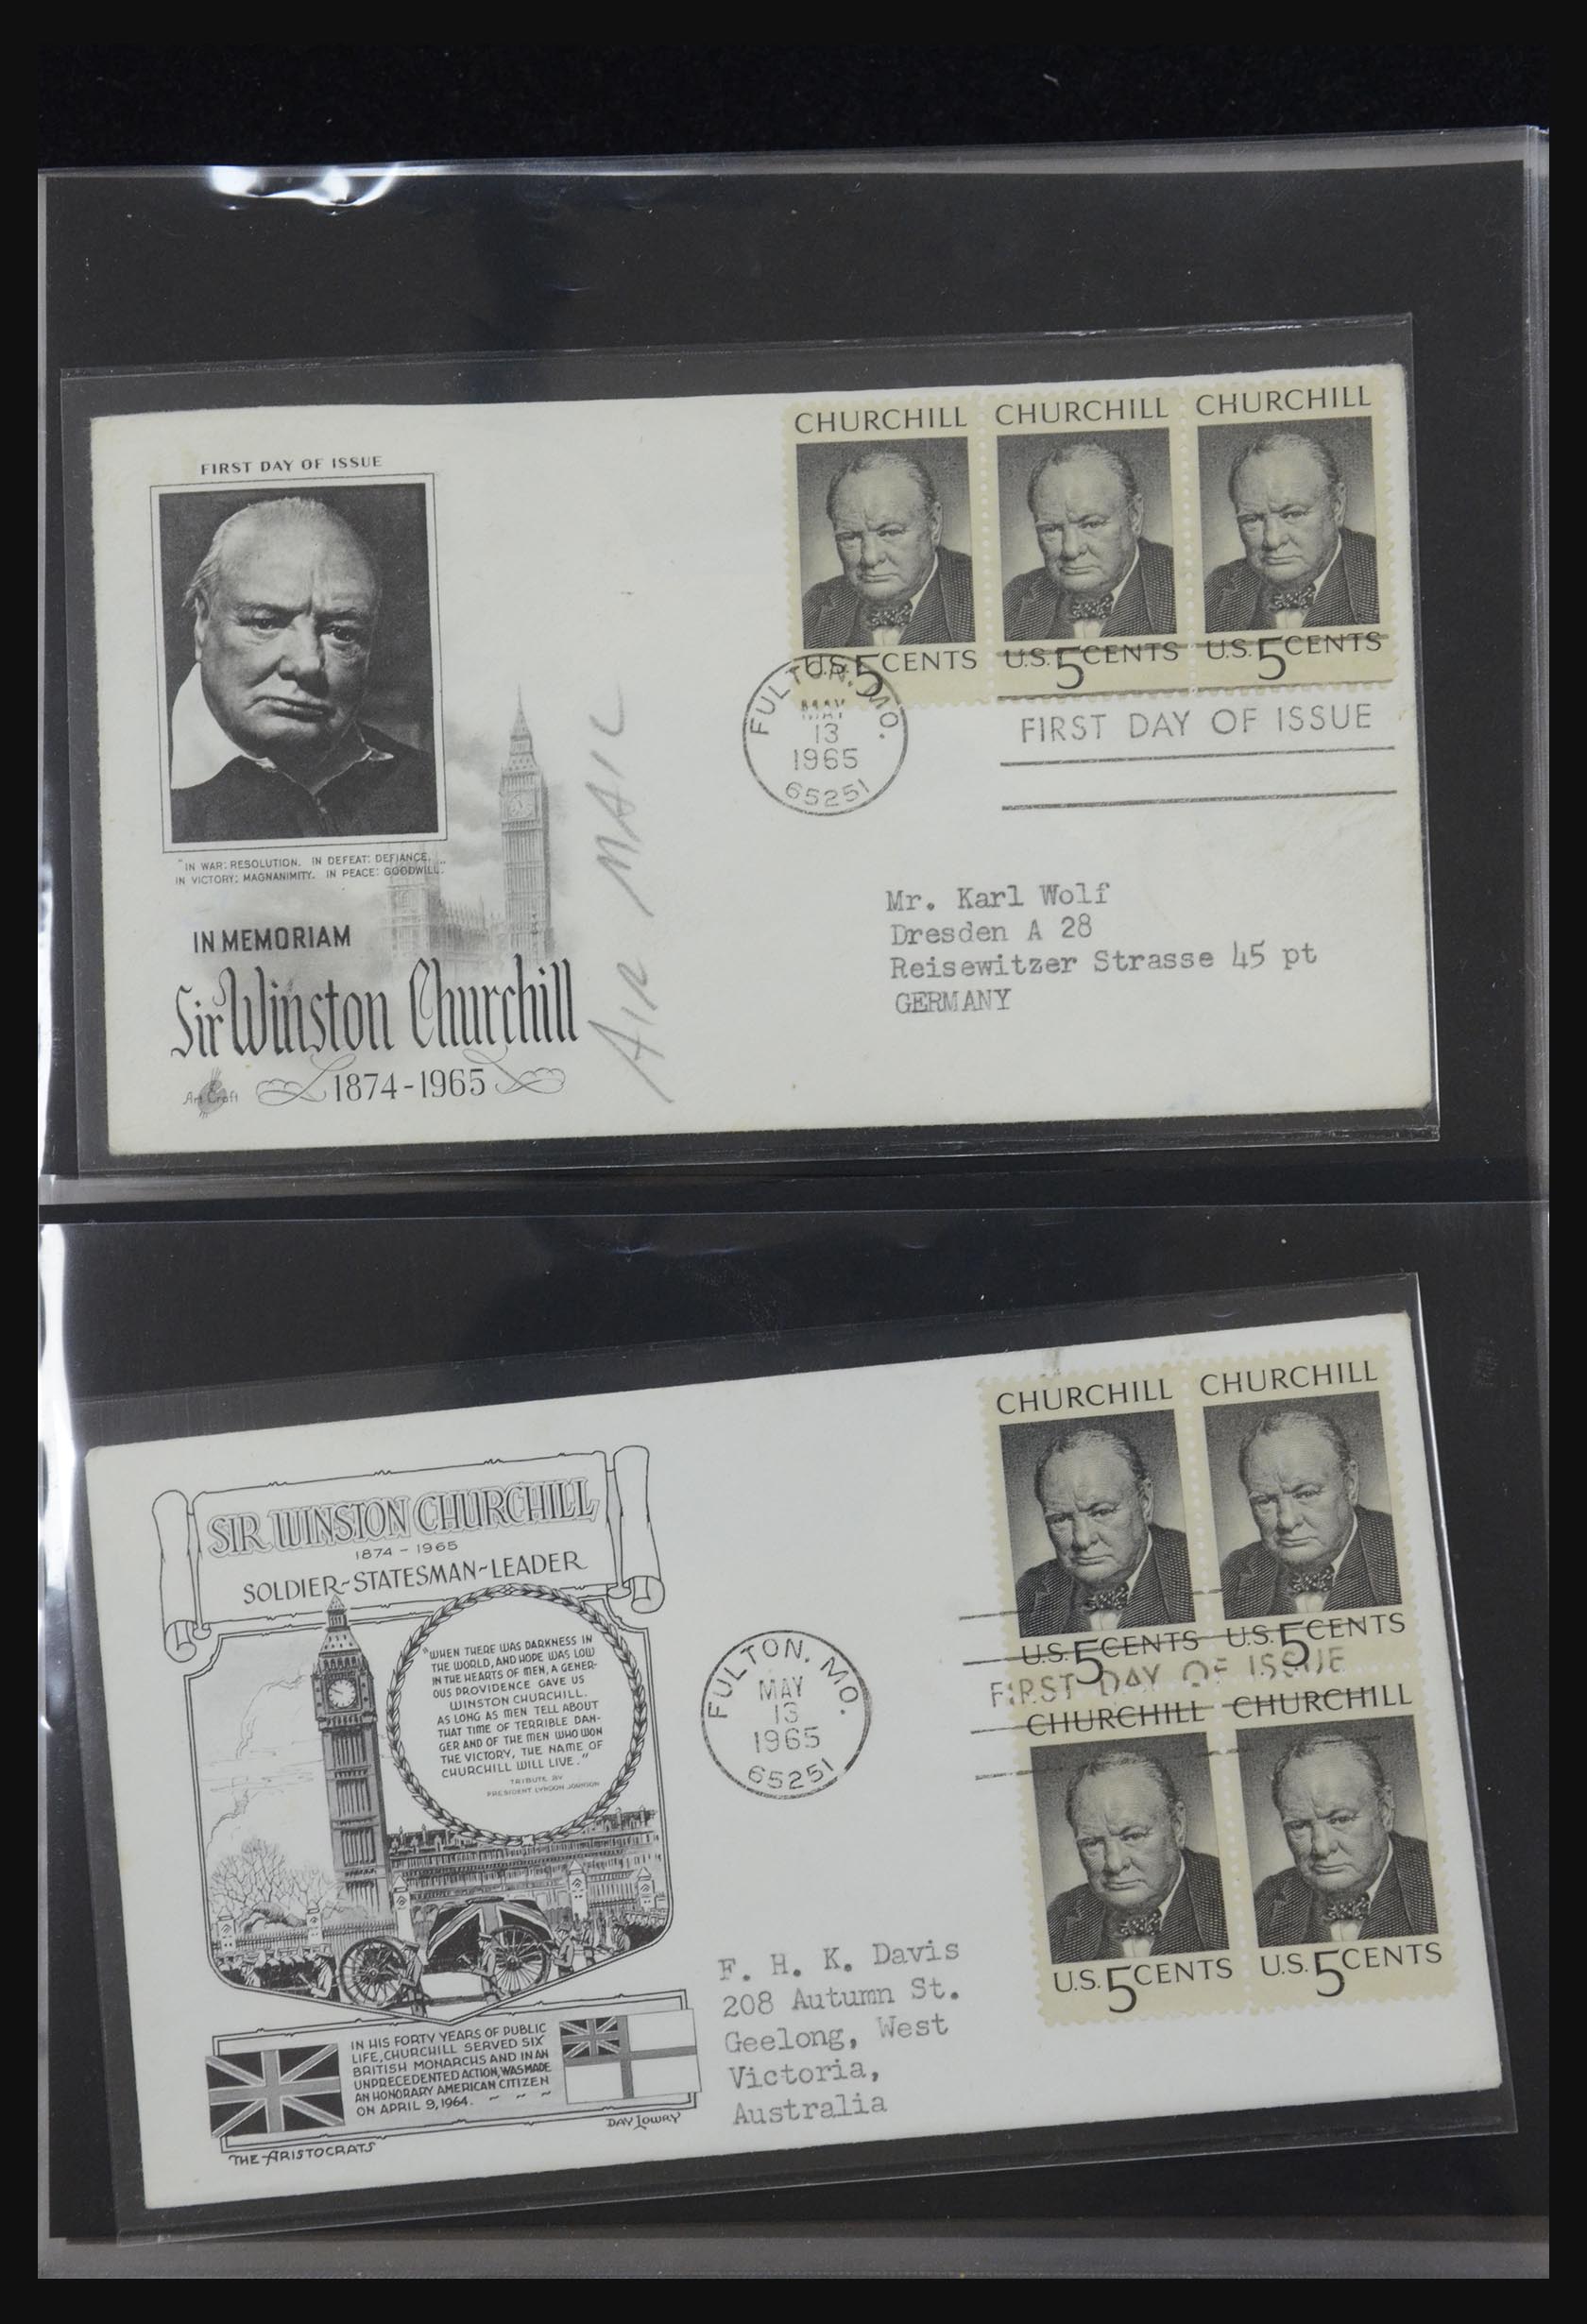 CHURCHILL CHURCHILL CHURCHILL
U.S. 5 CENTS U.S. 5 CENTS U.S. 5 CENTS
FIRST DAY OF ISSUE
"IN WAR: RESOLUTION. IN DEFEAT: DEFIANCE.
IN VICTORY: MAGNANIMITY. IN PEACE: GOODWILL."
IN MEMORIAM
Sir Winston Churchill
1874-1965
Art Craft
AIR MAIL
FULTON, MO.
MAY
13
1965
65251
FIRST DAY OF ISSUE
Mr. Karl Wolf
Dresden A 28
Reisewitzer Strasse 45 pt
GERMANY
CHURCHILL CHURCHILL
U.S. 5 CENTS U.S. 5 CENTS
FIRST DAY OF ISSUE
CHURCHILL CHURCHILL
U.S. 5 CENTS U.S. 5 CENTS
SIR WINSTON CHURCHILL
1874 - 1965
SOLDIER-STATESMAN-LEADER
"WHEN THERE WAS DARKNESS IN
THE WORLD, AND HOPE WAS LOW
IN THE HEARTS OF MEN, A GENER-
OUS PROVIDENCE GAVE US
WINSTON CHURCHILL.
AS LONG AS MEN TELL ABOUT
THAT TIME OF TERRIBLE DAN-
GER AND OF THE MEN WHO WON
THE VICTORY, THE NAME OF
CHURCHILL WILL LIVE."
TRIBUTE BY
PRESIDENT LYNDON JOHNSON
IN HIS FORTY YEARS OF PUBLIC
LIFE, CHURCHILL SERVED SIX
BRITISH MONARCHS AND IN AN
UNPRECEDENTED ACTION, WAS MADE
AN HONORARY AMERICAN CITIZEN
ON APRIL 9, 1964. ~ ~ ~
THE ARISTOCRATS
DAY LOWRY
FULTON, MO.
MAY
13
1965
65251
F. H. K. Davis
208 Autumn St.
Geelong, West
Victoria,
Australia